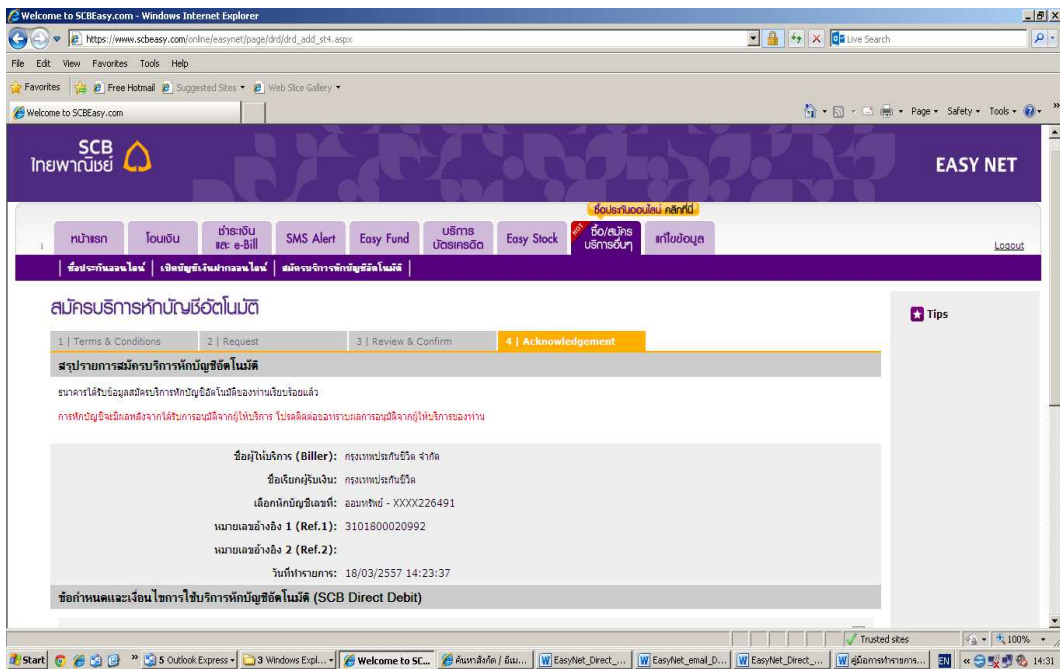 Welcome to SCBEasy.com - Windows Internet Explorer
https://www.scbeasy.com/online/easynet/page/drd/drd_add_st4.aspx
Live Search
File Edit View Favorites Tools Help
Favorites Free Hotmail Suggested Sites Web Slice Gallery
Welcome to SCBEasy.com
Page Safety Tools
SCB
ไทยพาณิชย์
EASY NET
ซื้อประกันออนไลน์ คลิกที่นี่
หน้าแรก โอนเงิน ชำระเงิน และ e-Bill SMS Alert Easy Fund บริการ บัตรเครดิต Easy Stock HOT ซื้อ/สมัคร บริการอื่นๆ แก้ไขข้อมูล
Logout
ซื้อประกันออนไลน์ | เปิดบัญชีเงินฝากออนไลน์ | สมัครบริการหักบัญชีอัตโนมัติ |
สมัครบริการหักบัญชีอัตโนมัติ
Tips
1 | Terms & Conditions 2 | Request 3 | Review & Confirm 4 | Acknowledgement
สรุปรายการสมัครบริการหักบัญชีอัตโนมัติ
ธนาคารได้รับข้อมูลสมัครบริการหักบัญชีอัตโนมัติของท่านเรียบร้อยแล้ว
การหักบัญชีจะมีผลหลังจากได้รับการอนุมัติจากผู้ให้บริการ โปรดติดต่อขอทราบผลการอนุมัติจากผู้ให้บริการของท่าน
ชื่อผู้ให้บริการ (Biller): กรุงเทพประกันชีวิต จำกัด
ชื่อเรียกผู้รับเงิน: กรุงเทพประกันชีวิต
เลือกหักบัญชีเลขที่: ออมทรัพย์ - XXXX226491
หมายเลขอ้างอิง 1 (Ref.1): 3101800020992
หมายเลขอ้างอิง 2 (Ref.2):
วันที่ทำรายการ: 18/03/2557 14:23:37
ข้อกำหนดและเงื่อนไขการใช้บริการหักบัญชีอัตโนมัติ (SCB Direct Debit)
Trusted sites 100%
Start 5 Outlook Express 3 Windows Expl... Welcome to SC... ค้นหาสิ่งที่ส่ง / อีเม... EasyNet_Direct_... EasyNet_email_D... EasyNet_Direct_... คู่มือการทำรายการ... EN 14:31